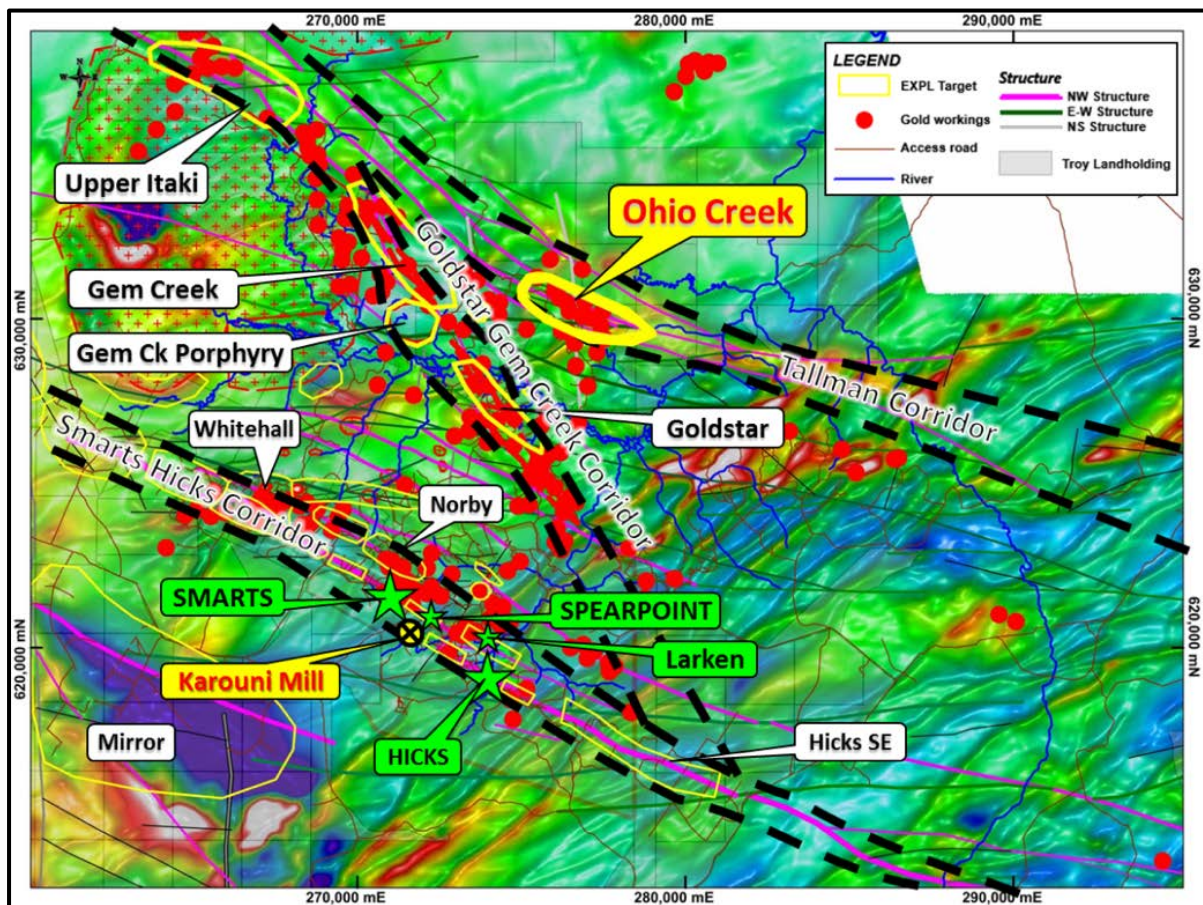 270,000 mE
280,000 mE
290,000 mE
N
W
E
S
LEGEND
EXPL Target
Gold workings
Access road
River
Structure
NW Structure
E-W Structure
NS Structure
Troy Landholding
Upper Itaki
Ohio Creek
Gem Creek
Goldstar Gem Creek Corridor
630,000 mN
630,000 mN
Gem Ck Porphyry
Tallman Corridor
Whitehall
Goldstar
Smarts Hicks Corridor
Norby
SMARTS
SPEARPOINT
620,000 mN
620,000 mN
Larken
Karouni Mill
Mirror
HICKS
Hicks SE
270,000 mE
280,000 mE
290,000 mE